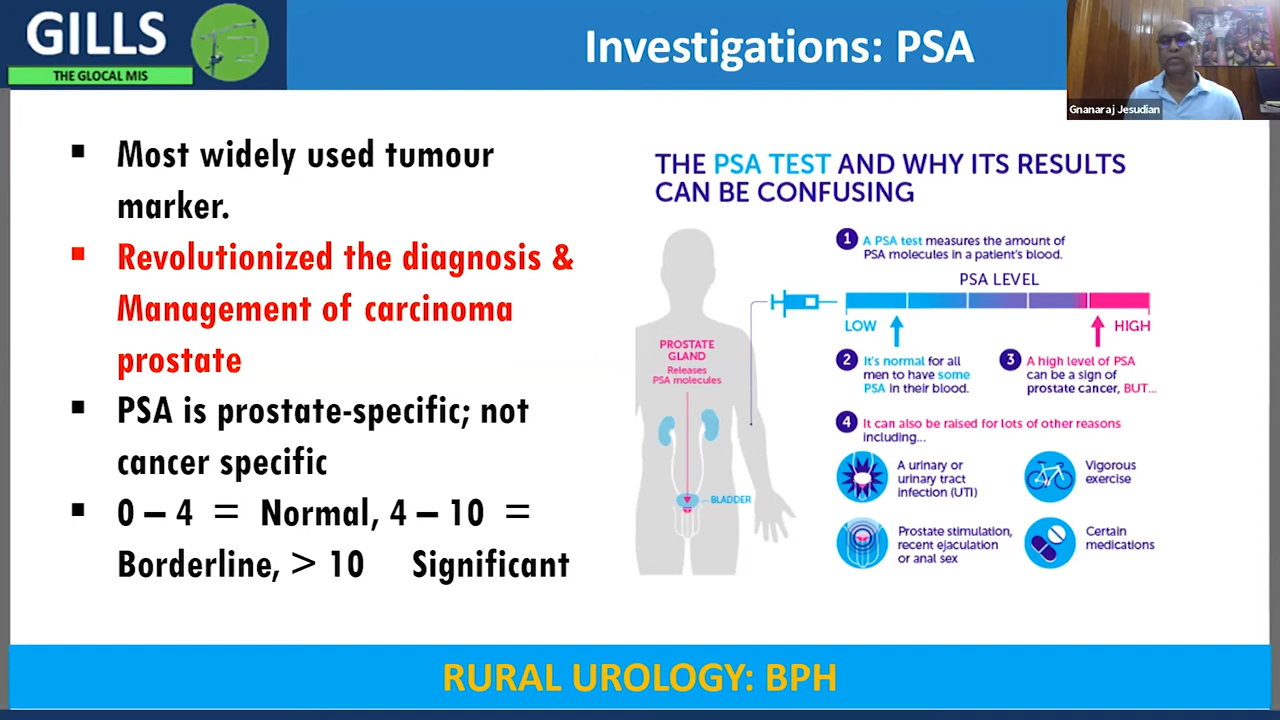 GILLS
THE GLOCAL MIS
Investigations: PSA
Gnanaraj Jesudian
▪ Most widely used tumour
marker.
▪ Revolutionized the diagnosis &
Management of carcinoma
prostate
▪ PSA is prostate-specific; not
cancer specific
▪ 0 – 4 = Normal, 4 – 10 =
Borderline, > 10 Significant
THE PSA TEST AND WHY ITS RESULTS
CAN BE CONFUSING
1 A PSA test measures the amount of
PSA molecules in a patient's blood.
PSA LEVEL
LOW
HIGH
PROSTATE
GLAND
Releases
PSA molecules
BLADDER
2 It's normal for all
men to have some
PSA in their blood.
3 A high level of PSA
can be a sign of
prostate cancer, BUT...
4 It can also be raised for lots of other reasons
including...
A urinary or
urinary tract
infection (UTI)
Vigorous
exercise
Prostate stimulation,
recent ejaculation
or anal sex
Certain
medications
RURAL UROLOGY: BPH